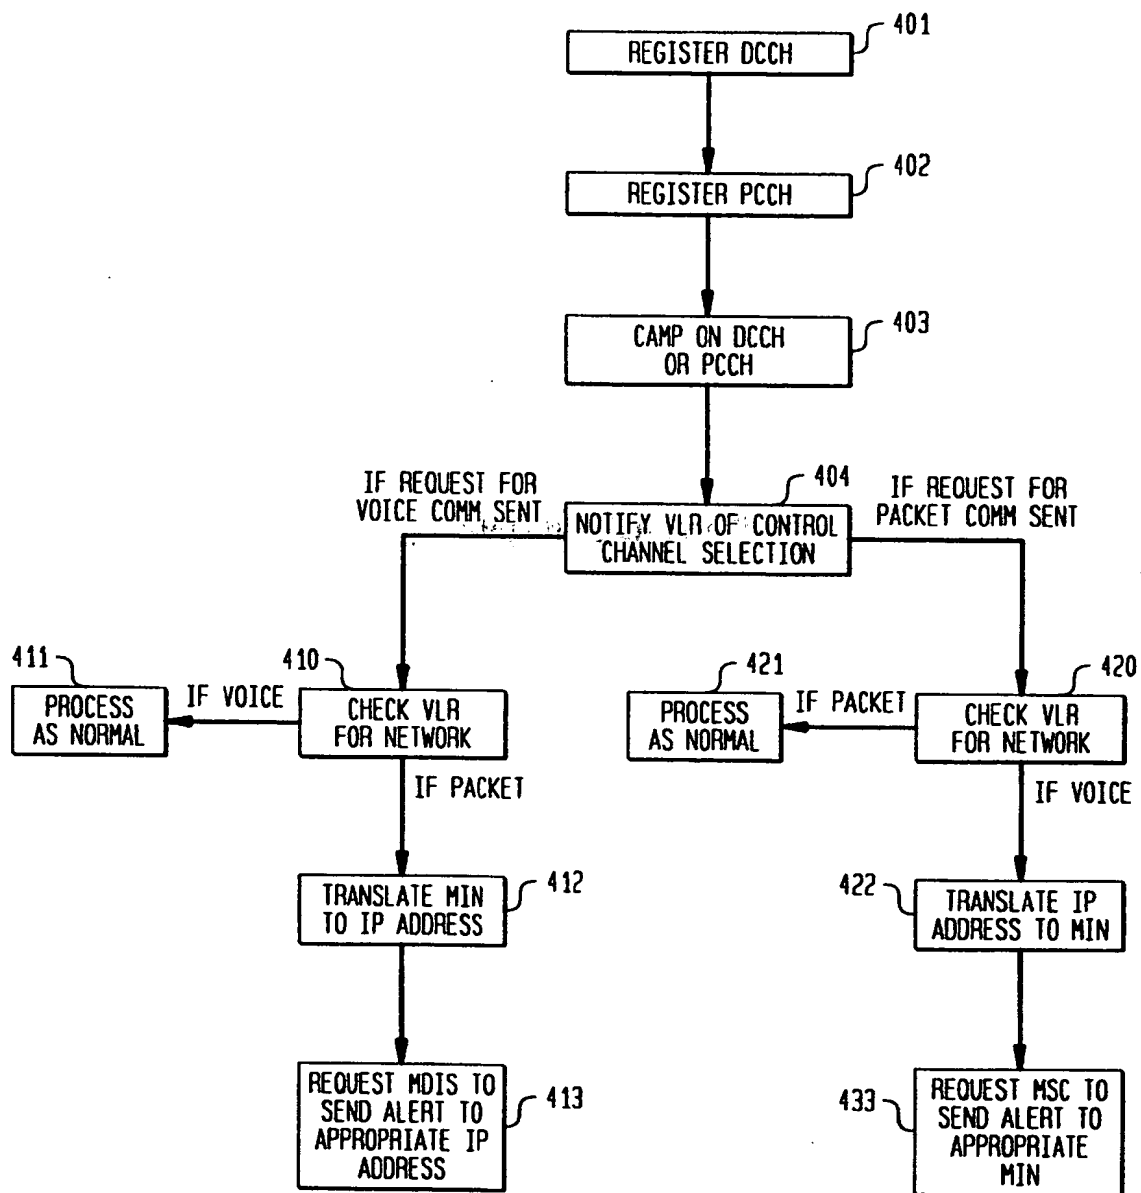 401
REGISTER DCCH
402
REGISTER PCCH
403
CAMP ON DCCH
OR PCCH
404
IF REQUEST FOR
VOICE COMM SENT
IF REQUEST FOR
PACKET COMM SENT
NOTIFY VLR OF CONTROL
CHANNEL SELECTION
411
PROCESS
AS NORMAL
IF VOICE
410
CHECK VLR
FOR NETWORK
421
PROCESS
AS NORMAL
IF PACKET
420
CHECK VLR
FOR NETWORK
IF PACKET
IF VOICE
412
TRANSLATE MIN
TO IP ADDRESS
422
TRANSLATE IP
ADDRESS TO MIN
413
REQUEST MDIS TO
SEND ALERT TO
APPROPRIATE IP
ADDRESS
433
REQUEST MSC TO
SEND ALERT TO
APPROPRIATE
MIN